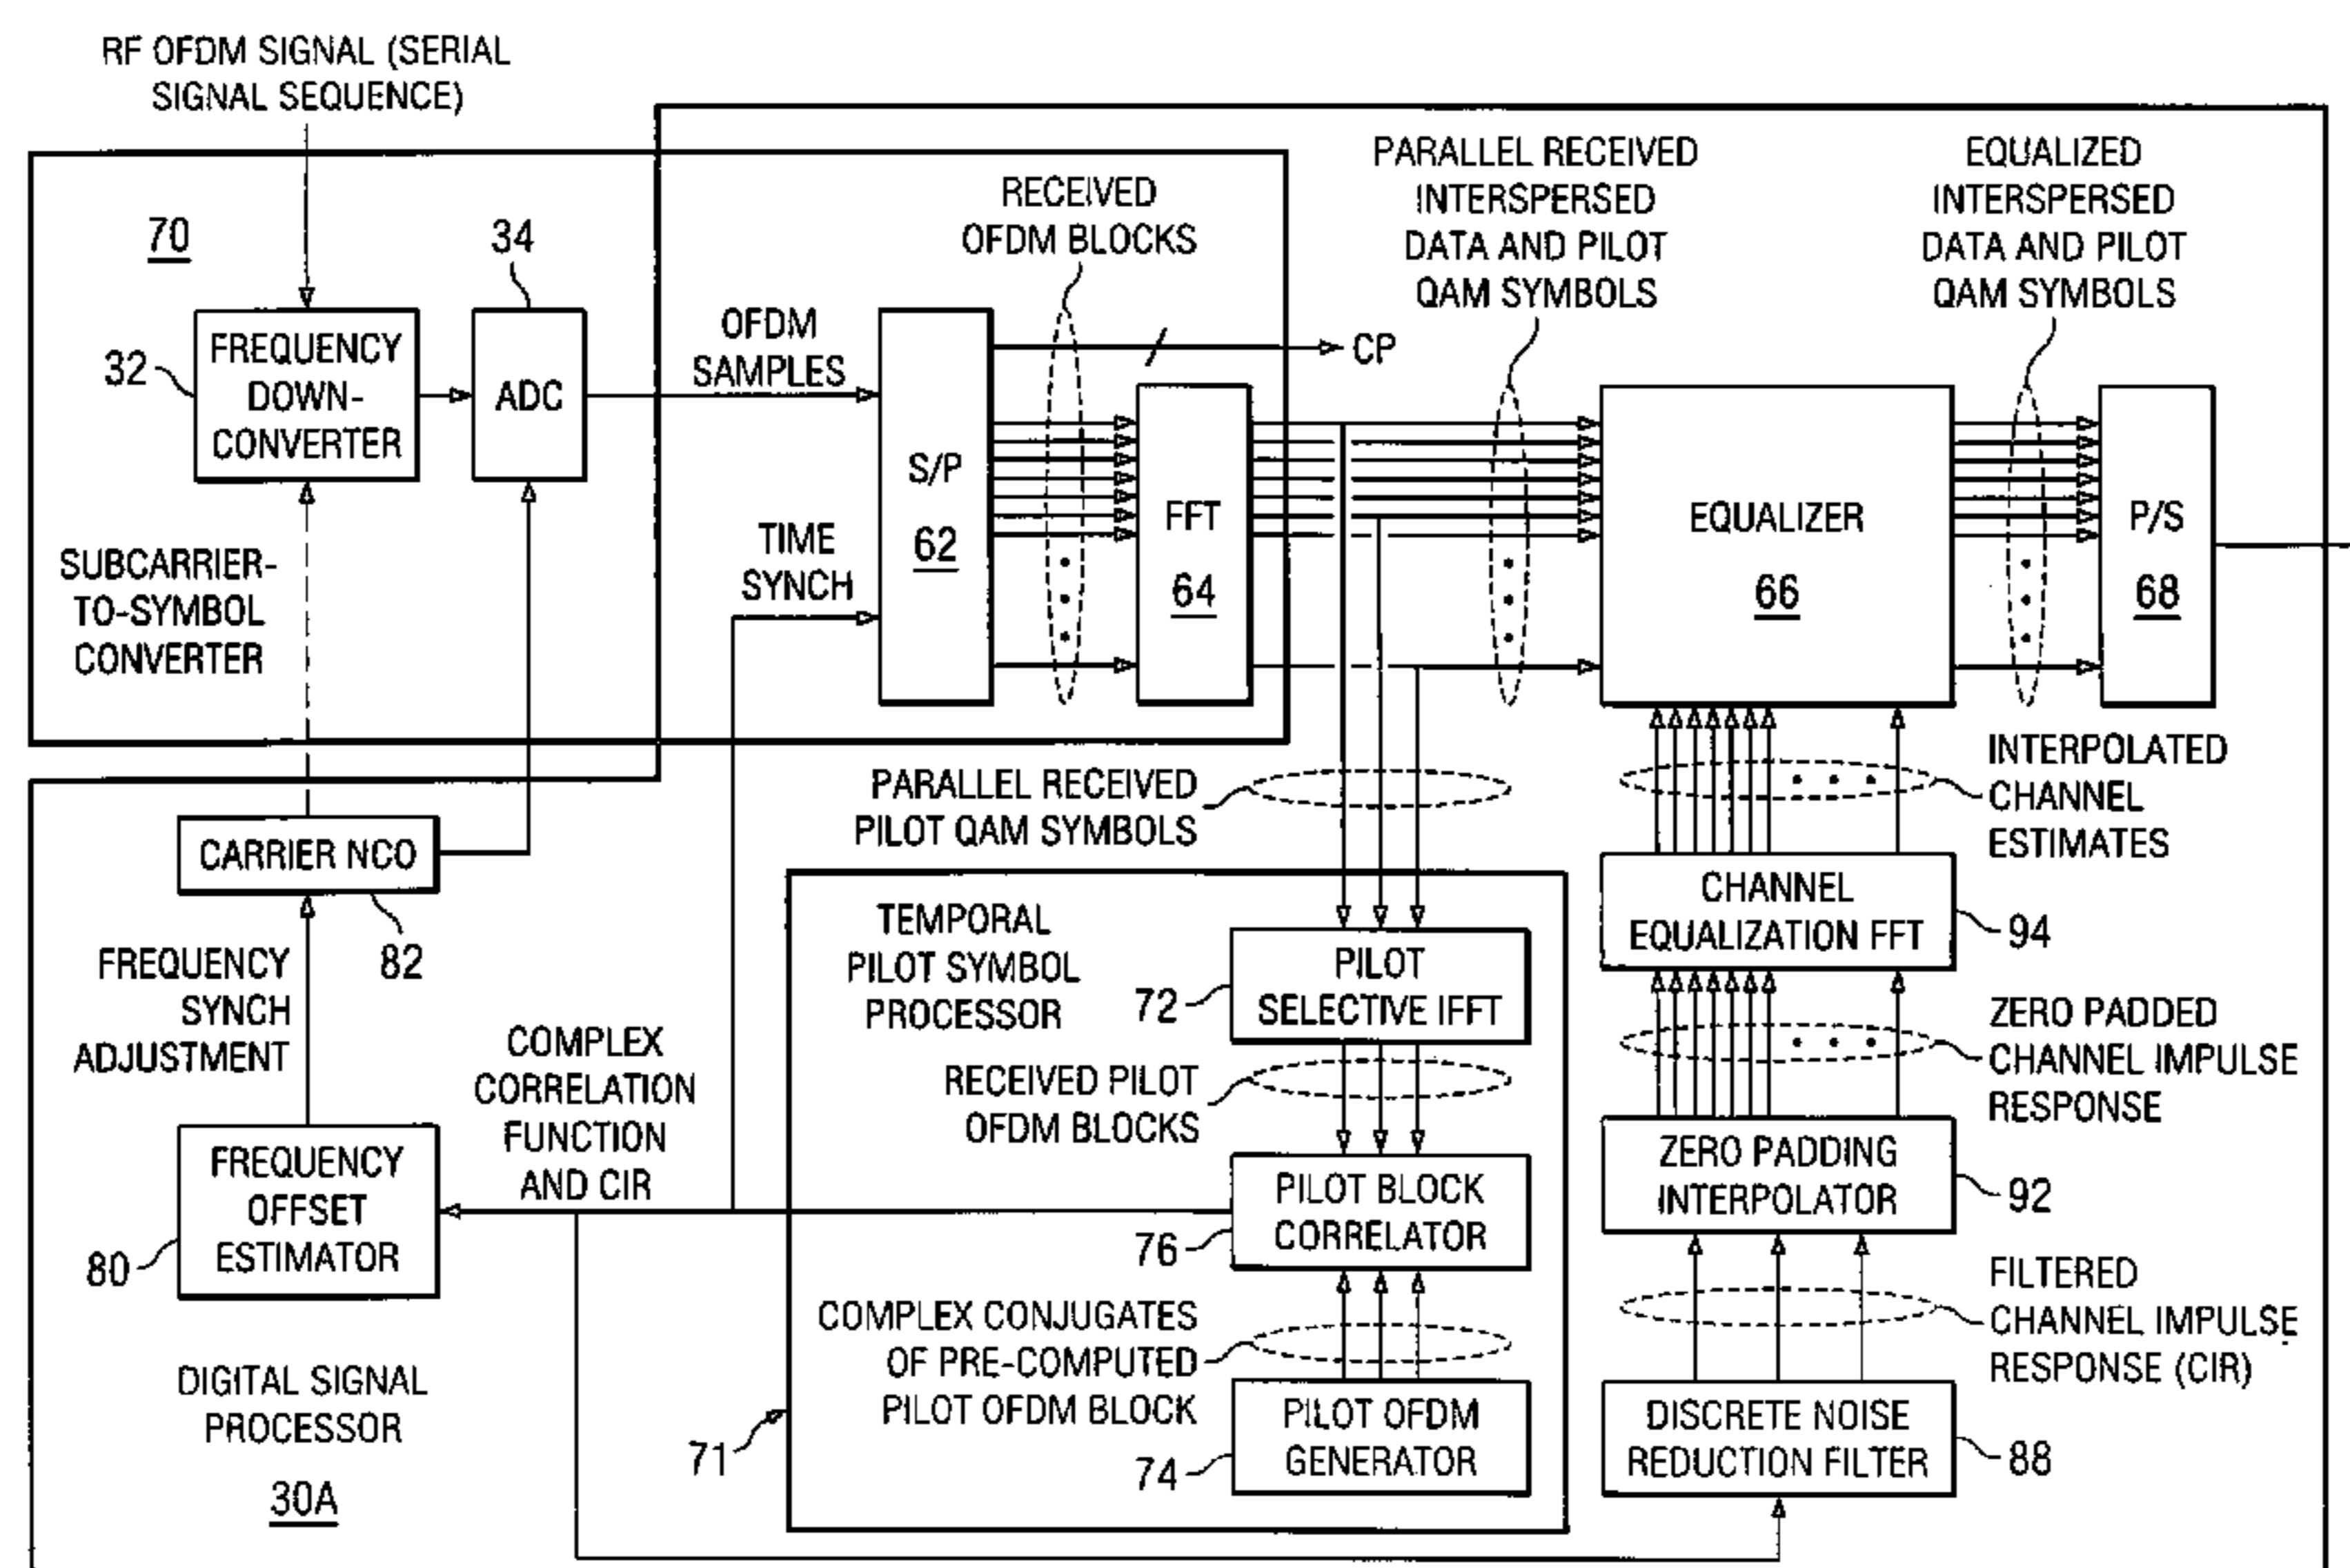 RF OFDM SIGNAL (SERIAL
SIGNAL SEQUENCE)
70
34
32
FREQUENCY
DOWN-
CONVERTER
ADC
SUBCARRIER-
TO-SYMBOL
CONVERTER
OFDM
SAMPLES
TIME
SYNCH
S/P
62
RECEIVED
OFDM BLOCKS
CP
FFT
64
PARALLEL RECEIVED
INTERSPERSED
DATA AND PILOT
QAM SYMBOLS
EQUALIZER
66
EQUALIZED
INTERSPERSED
DATA AND PILOT
QAM SYMBOLS
P/S
68
CARRIER NCO
82
FREQUENCY
SYNCH
ADJUSTMENT
FREQUENCY
OFFSET
ESTIMATOR
80
COMPLEX
CORRELATION
FUNCTION
AND CIR
DIGITAL SIGNAL
PROCESSOR
30A
PARALLEL RECEIVED
PILOT QAM SYMBOLS
TEMPORAL
PILOT SYMBOL
PROCESSOR
72
PILOT
SELECTIVE IFFT
RECEIVED PILOT
OFDM BLOCKS
PILOT BLOCK
CORRELATOR
76
COMPLEX CONJUGATES
OF PRE-COMPUTED
PILOT OFDM BLOCK
PILOT OFDM
GENERATOR
74
71
INTERPOLATED
CHANNEL
ESTIMATES
CHANNEL
EQUALIZATION FFT
94
ZERO PADDED
CHANNEL IMPULSE
RESPONSE
ZERO PADDING
INTERPOLATOR
92
FILTERED
CHANNEL IMPULSE
RESPONSE (CIR)
DISCRETE NOISE
REDUCTION FILTER
88